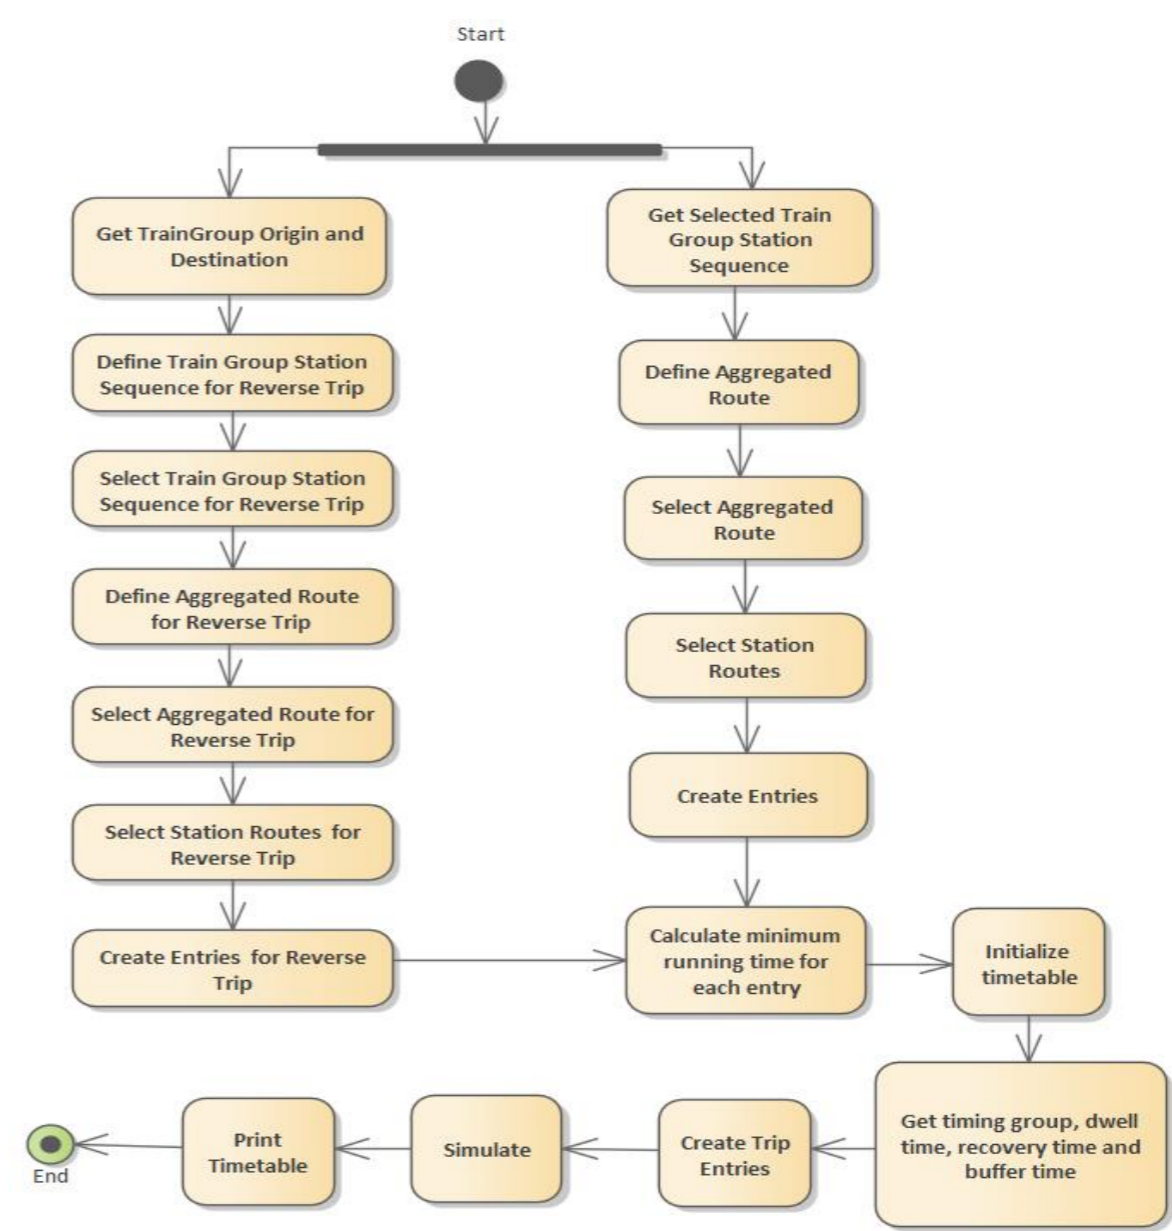 Start
Get TrainGroup Origin and
Destination
Define Train Group Station
Sequence for Reverse Trip
Select Train Group Station
Sequence for Reverse Trip
Define Aggregated Route
for Reverse Trip
Select Aggregated Route for
Reverse Trip
Select Station Routes for
Reverse Trip
Create Entries for Reverse
Trip
Get Selected Train
Group Station
Sequence
Define Aggregated
Route
Select Aggregated
Route
Select Station
Routes
Create Entries
Calculate minimum
running time for
each entry
Initialize
timetable
Get timing group, dwell
time, recovery time and
buffer time
Create Trip
Entries
Simulate
Print
Timetable
End